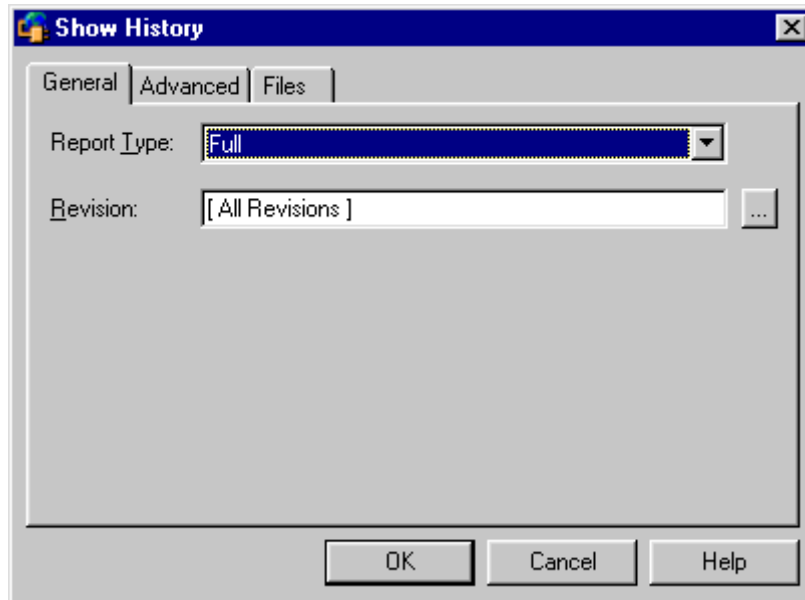 Show History
General Advanced Files
Report Type: Full
Revision: [ All Revisions ] ...
OK Cancel Help